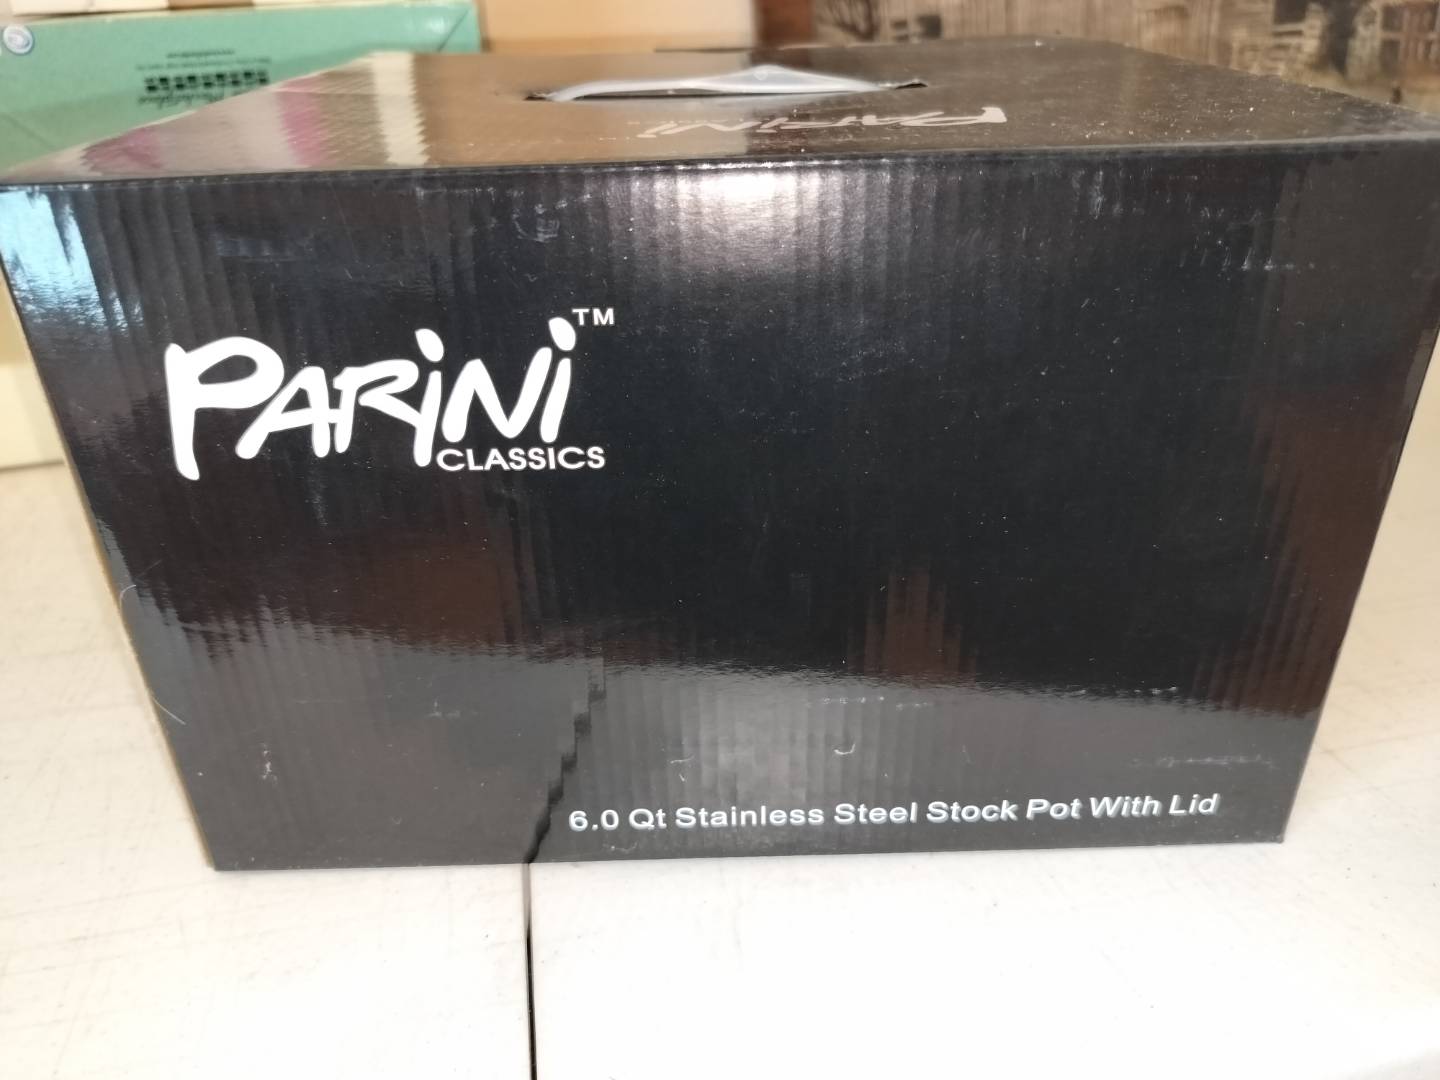 PARiNi
PARiNi™
CLASSICS
6.0 Qt Stainless Steel Stock Pot With Lid